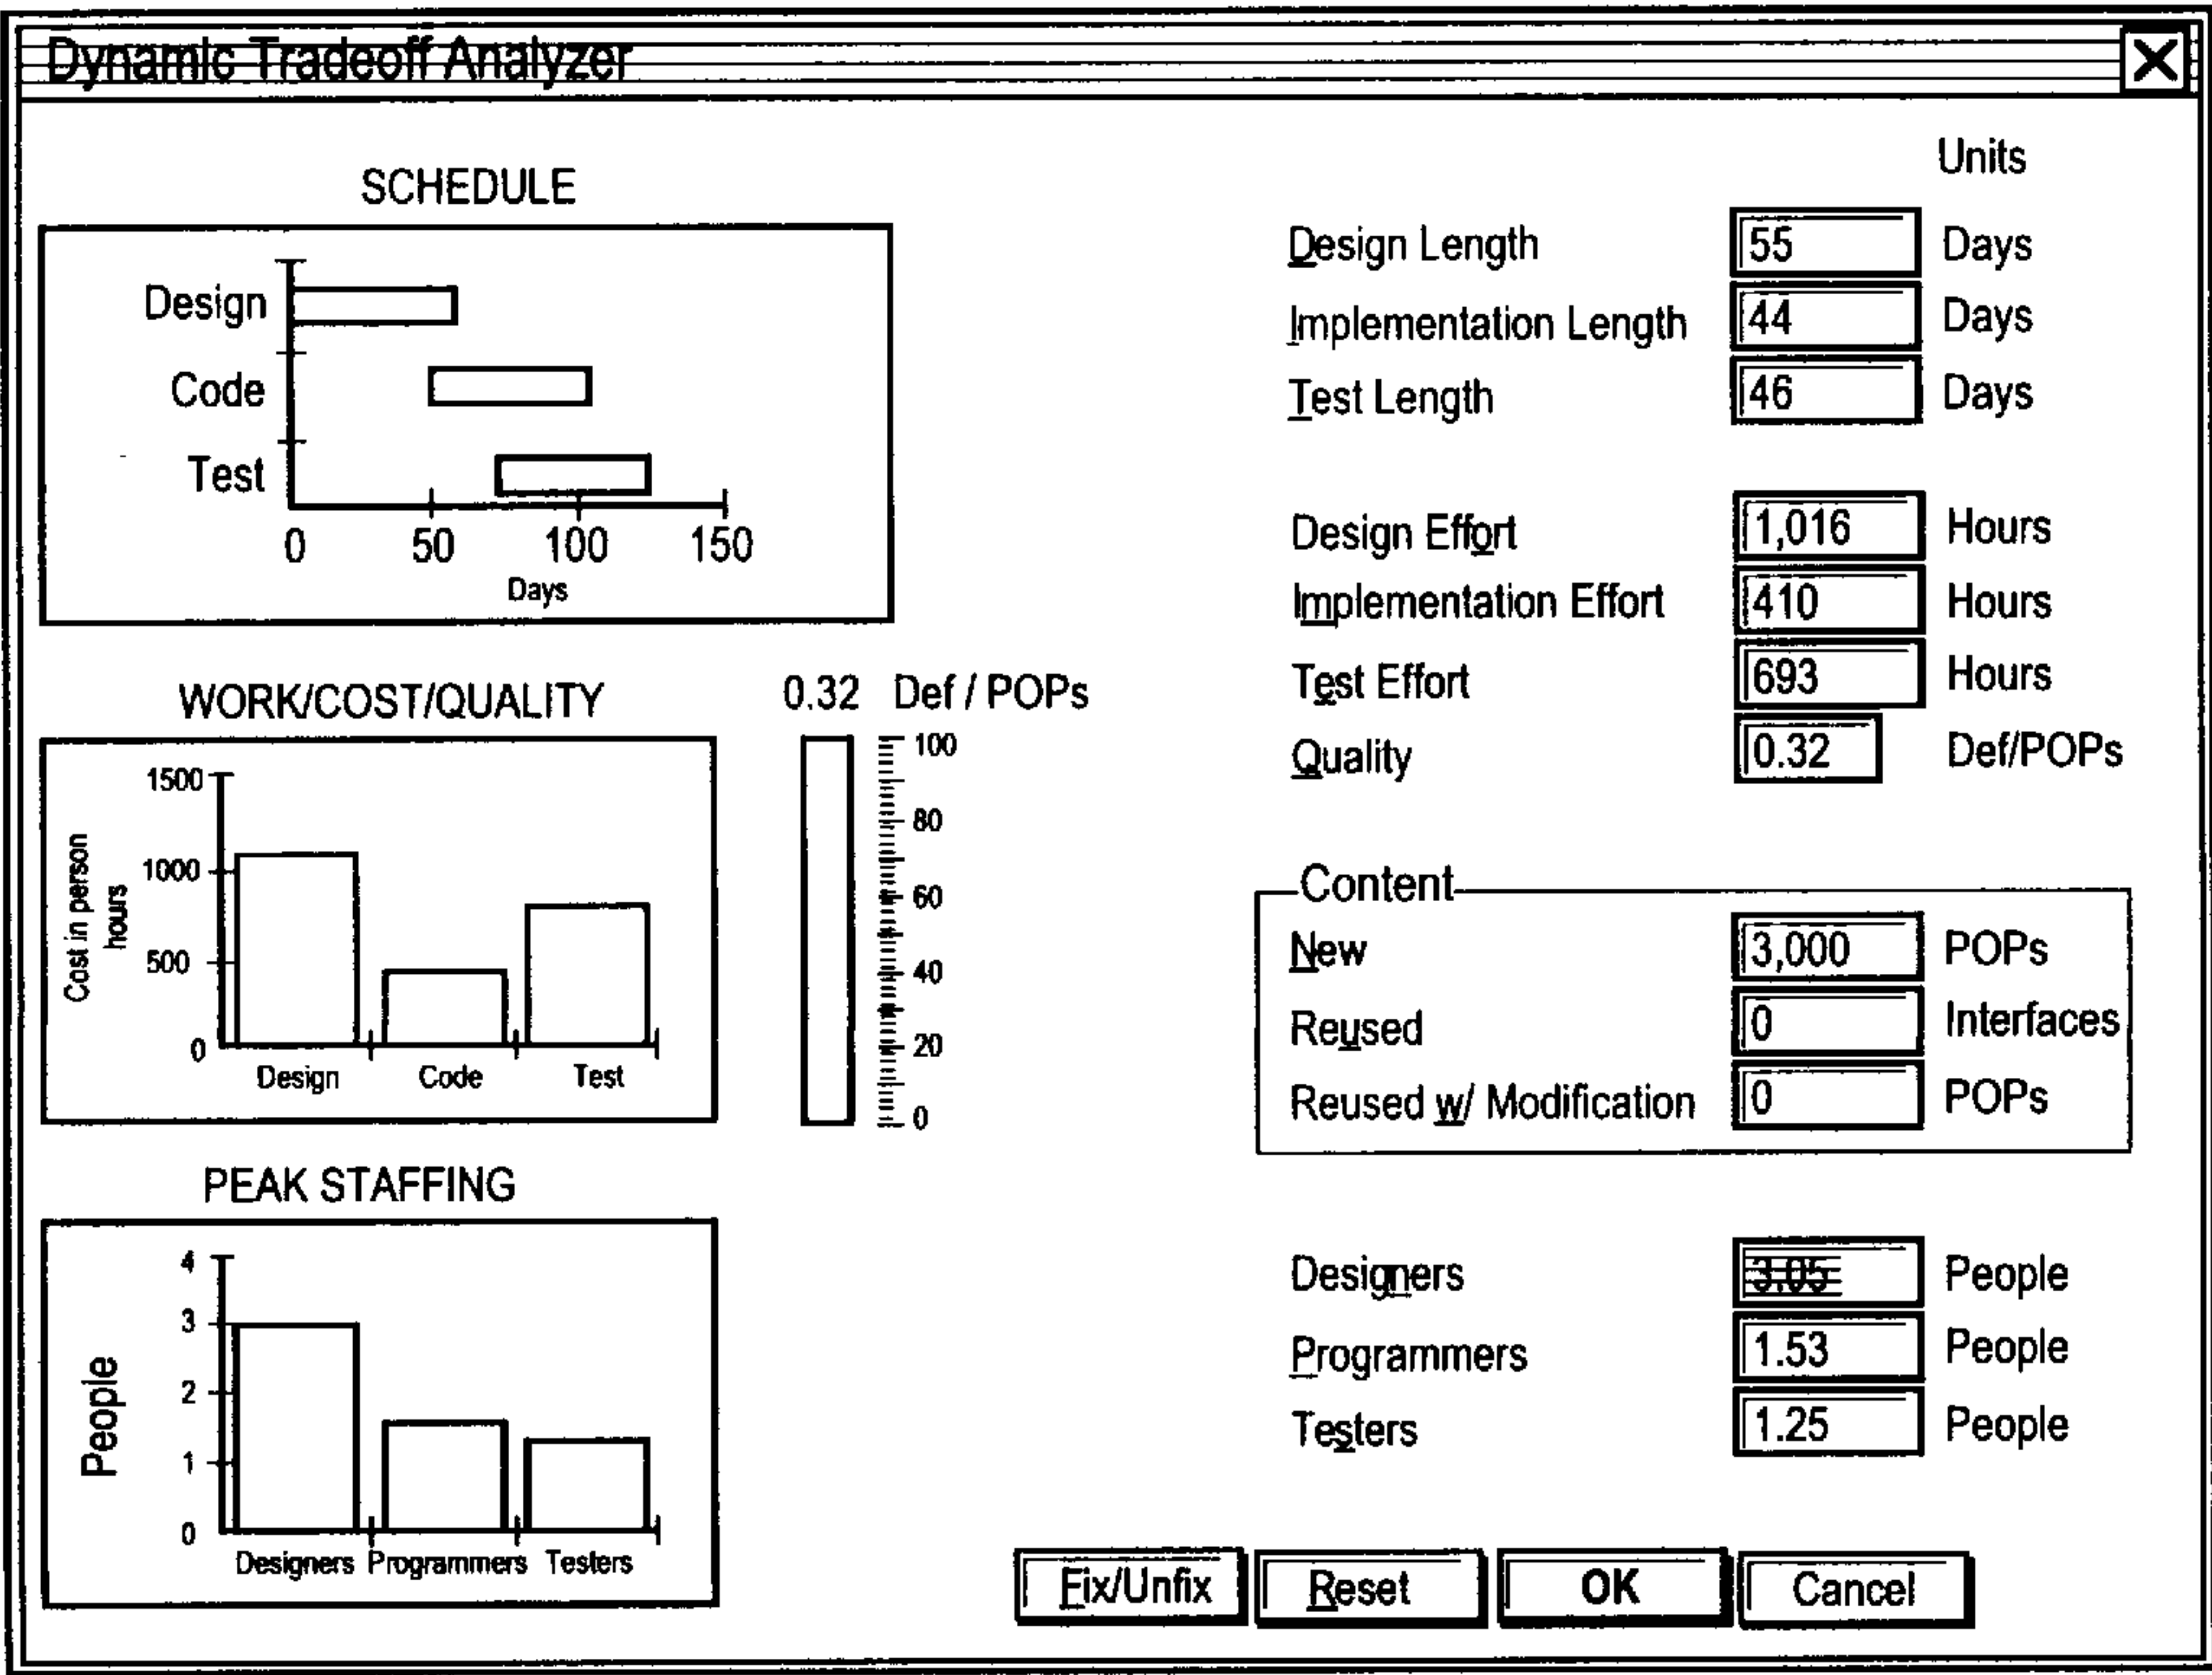 Dynamic Tradeoff Analyzer
SCHEDULE
Design
Code
Test
0 50 100 150
Days
WORK/COST/QUALITY
0.32 Def / POPs
1500
1000
500
0
Cost in person
hours
Design Code Test
100
80
60
40
20
0
PEAK STAFFING
4
3
2
1
0
People
Designers Programmers Testers
Units
Design Length 55 Days
Implementation Length 44 Days
Test Length 46 Days
Design Effort 1,016 Hours
Implementation Effort 410 Hours
Test Effort 693 Hours
Quality 0.32 Def/POPs
Content
New 3,000 POPs
Reused 0 Interfaces
Reused w/ Modification 0 POPs
Designers 3.05 People
Programmers 1.53 People
Testers 1.25 People
Fix/Unfix Reset OK Cancel